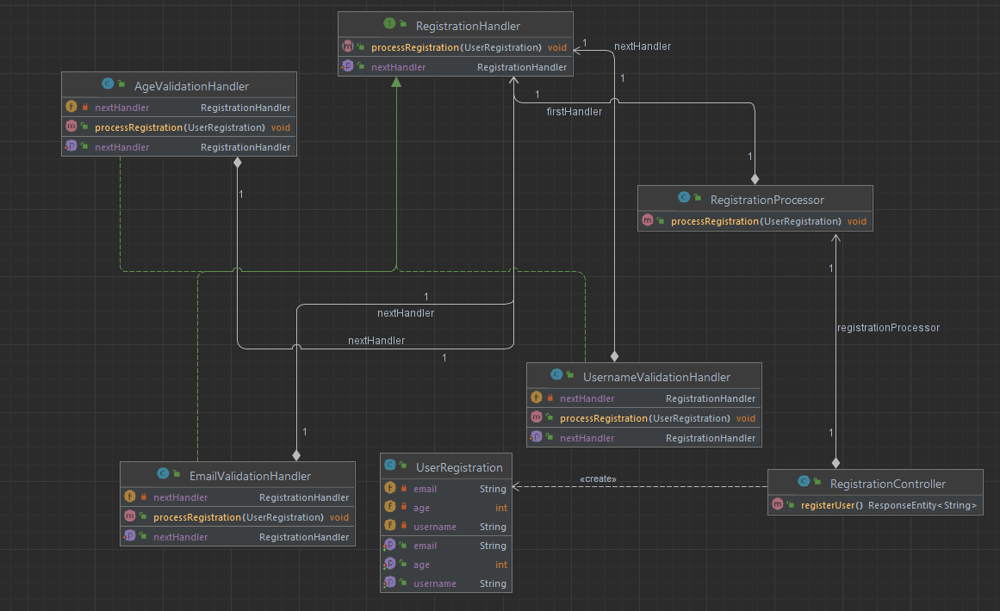 RegistrationHandler
processRegistration(UserRegistration) void
nextHandler RegistrationHandler
1
nextHandler
1
1
firstHandler
1
AgeValidationHandler
nextHandler RegistrationHandler
processRegistration(UserRegistration) void
nextHandler RegistrationHandler
1
RegistrationProcessor
processRegistration(UserRegistration) void
1
registrationProcessor
1
1
nextHandler
nextHandler
1
1
UsernameValidationHandler
nextHandler RegistrationHandler
processRegistration(UserRegistration) void
nextHandler RegistrationHandler
EmailValidationHandler
nextHandler RegistrationHandler
processRegistration(UserRegistration) void
nextHandler RegistrationHandler
UserRegistration
email String
age int
username String
email String
age int
username String
«create»
RegistrationController
registerUser() ResponseEntity<String>